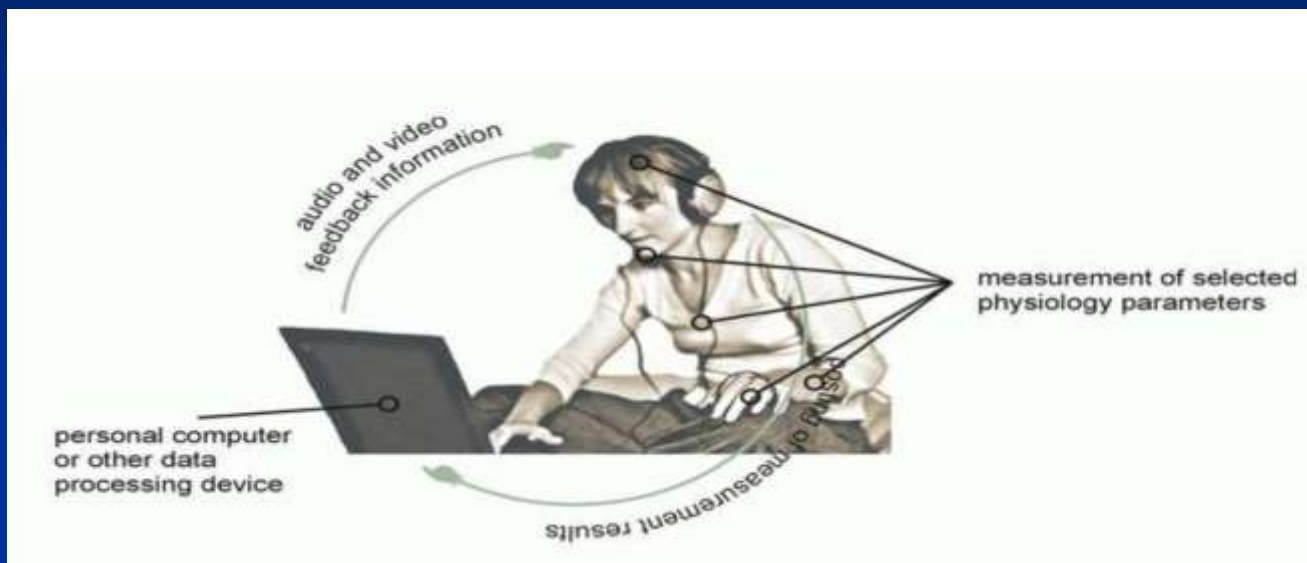 audio and video
feedback information
measurement of selected
physiology parameters
personal computer
or other data
processing device
posting of measurement results